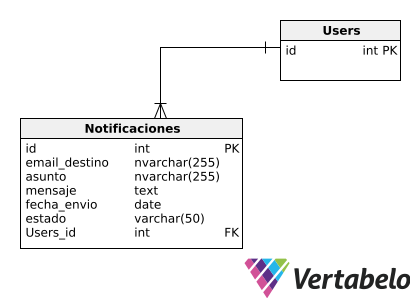 Users
id int PK
Notificaciones
id int PK
email_destino nvarchar(255)
asunto nvarchar(255)
mensaje text
fecha_envio date
estado varchar(50)
Users_id int FK
Vertabelo